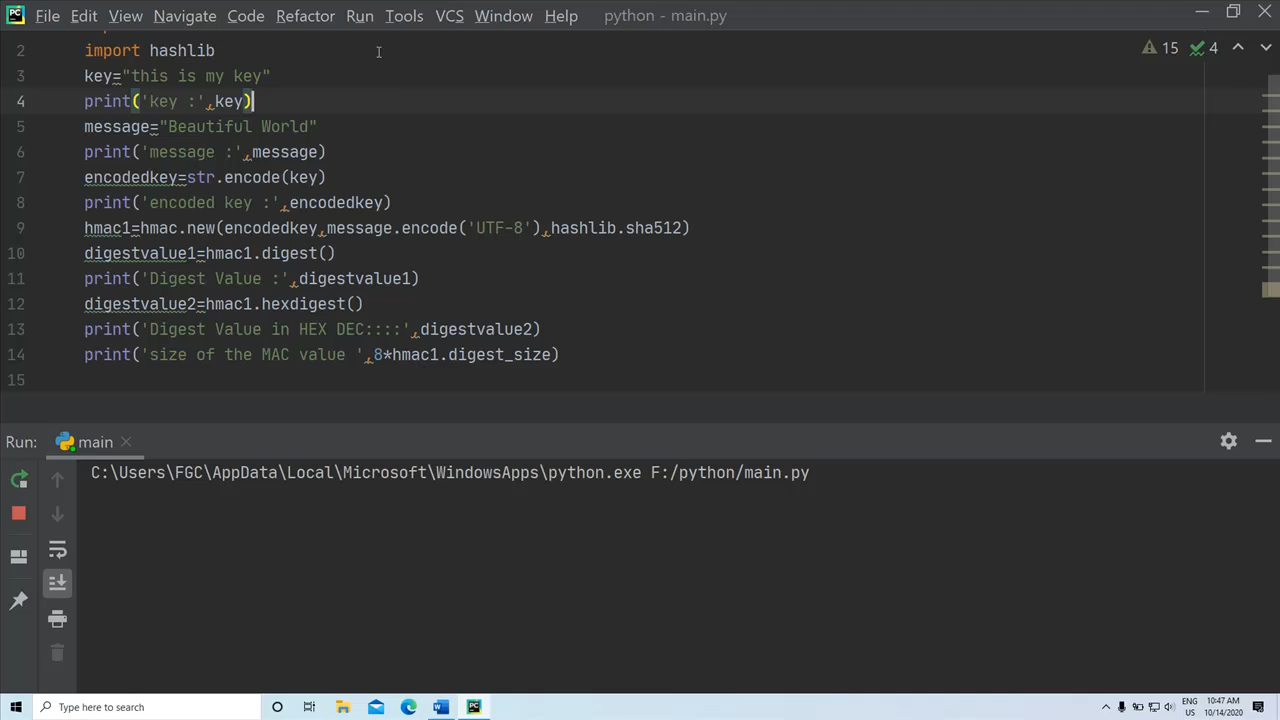 PC File Edit View Navigate Code Refactor Run Tools VCS Window Help python - main.py
15 4
2 import hashlib
3 key="this is my key"
4 print('key :',key)
5 message="Beautiful World"
6 print('message :',message)
7 encodedkey=str.encode(key)
8 print('encoded key :',encodedkey)
9 hmac1=hmac.new(encodedkey,message.encode('UTF-8'),hashlib.sha512)
10 digestvalue1=hmac1.digest()
11 print('Digest Value :',digestvalue1)
12 digestvalue2=hmac1.hexdigest()
13 print('Digest Value in HEX DEC::::',digestvalue2)
14 print('size of the MAC value ',8*hmac1.digest_size)
15
Run: main
C:\Users\FGC\AppData\Local\Microsoft\WindowsApps\python.exe F:/python/main.py
Type here to search
ENG 10:47 AM
US 10/14/2020